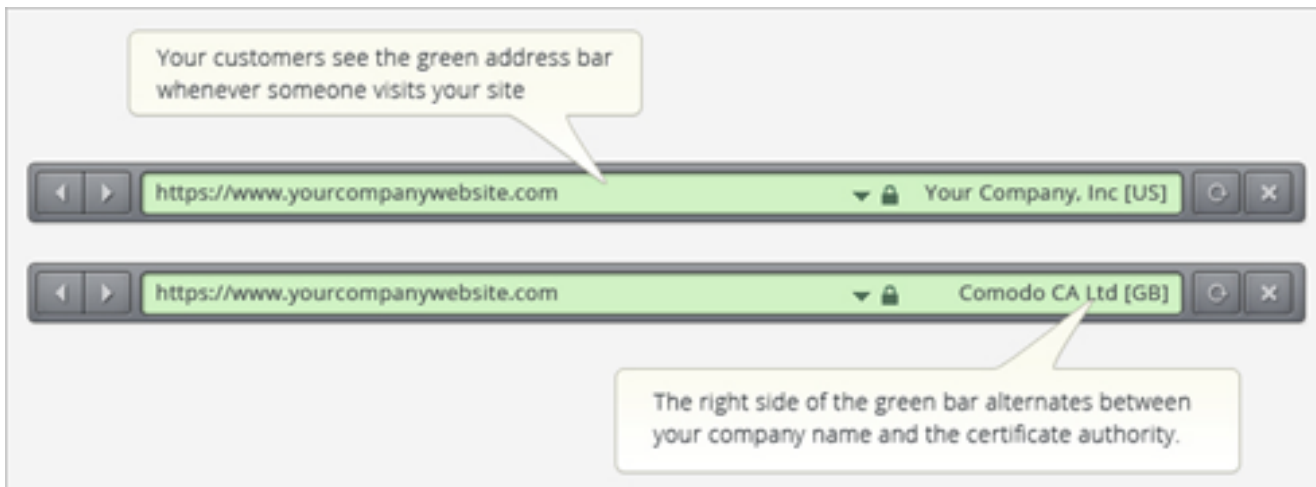 Your customers see the green address bar
whenever someone visits your site
https://www.yourcompanywebsite.com Your Company, Inc [US]
https://www.yourcompanywebsite.com Comodo CA Ltd [GB]
The right side of the green bar alternates between
your company name and the certificate authority.